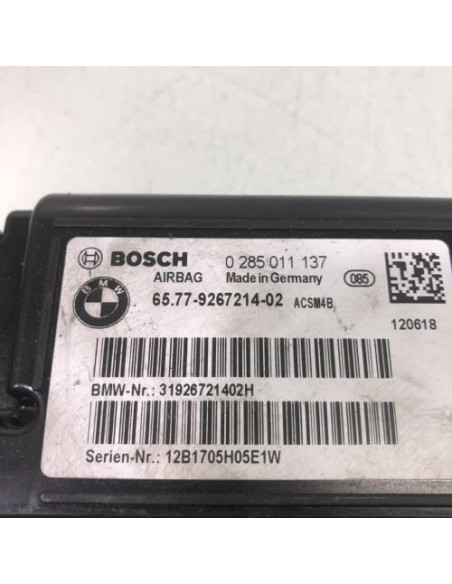 BOSCH 0 285 011 137
AIRBAG Made in Germany 085
BMW 65.77-9267214-02 ACSM4B
120618
BMW-Nr.: 31926721402H
Serien-Nr.: 12B1705H05E1W